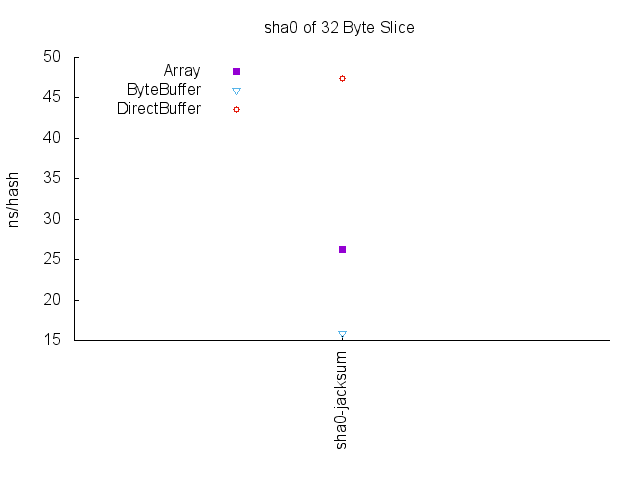 sha0 of 32 Byte Slice
50
45
40
35
30
25
20
15
ns/hash
Array
ByteBuffer
DirectBuffer
sha0-jacksum